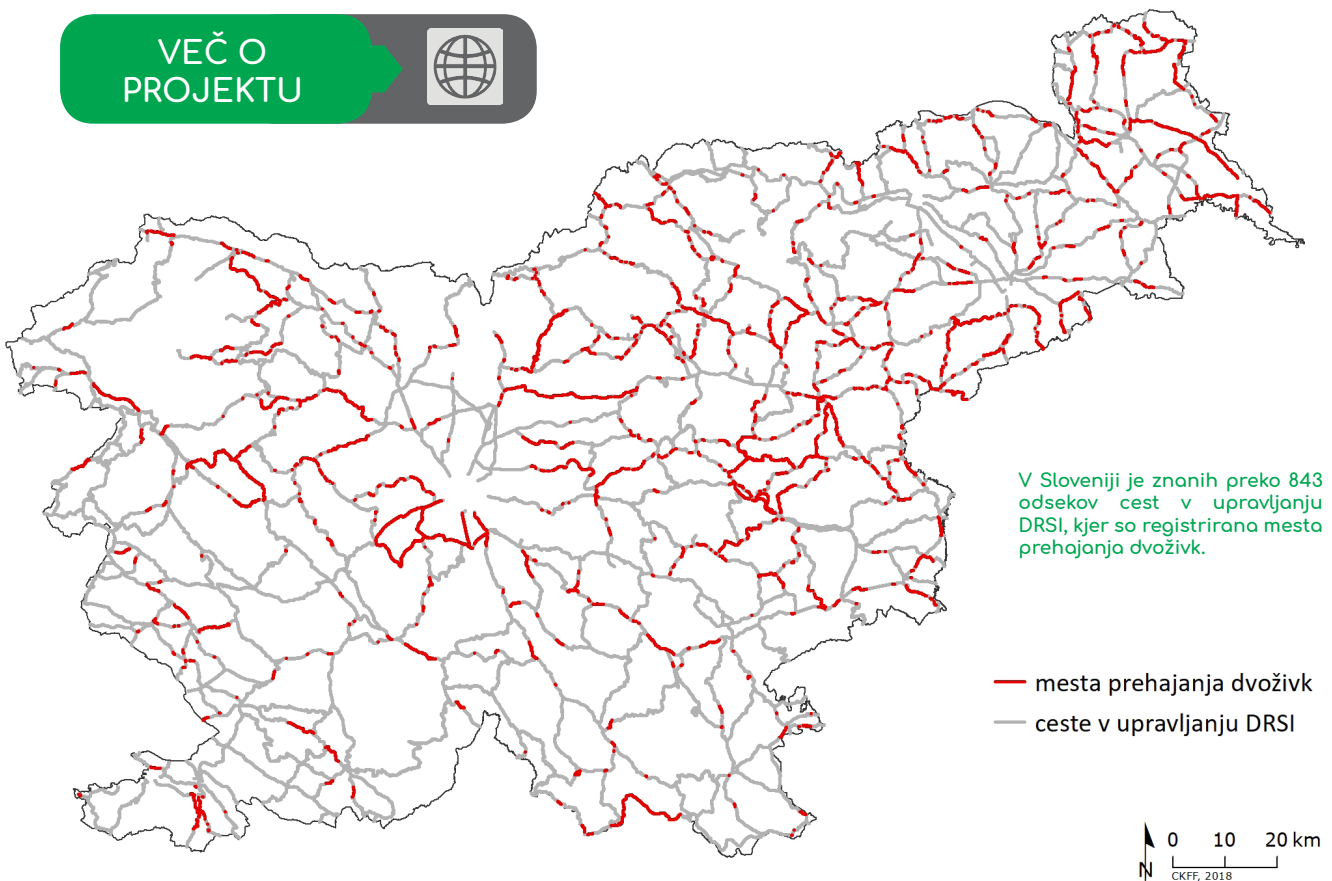 VEČ O
PROJEKTU
V Sloveniji je znanih preko 843
odsekov cest v upravljanju
DRSI, kjer so registrirana mesta
prehajanja dvoživk.
mesta prehajanja dvoživk
ceste v upravljanju DRSI
0 10 20 km
N
CKFF, 2018